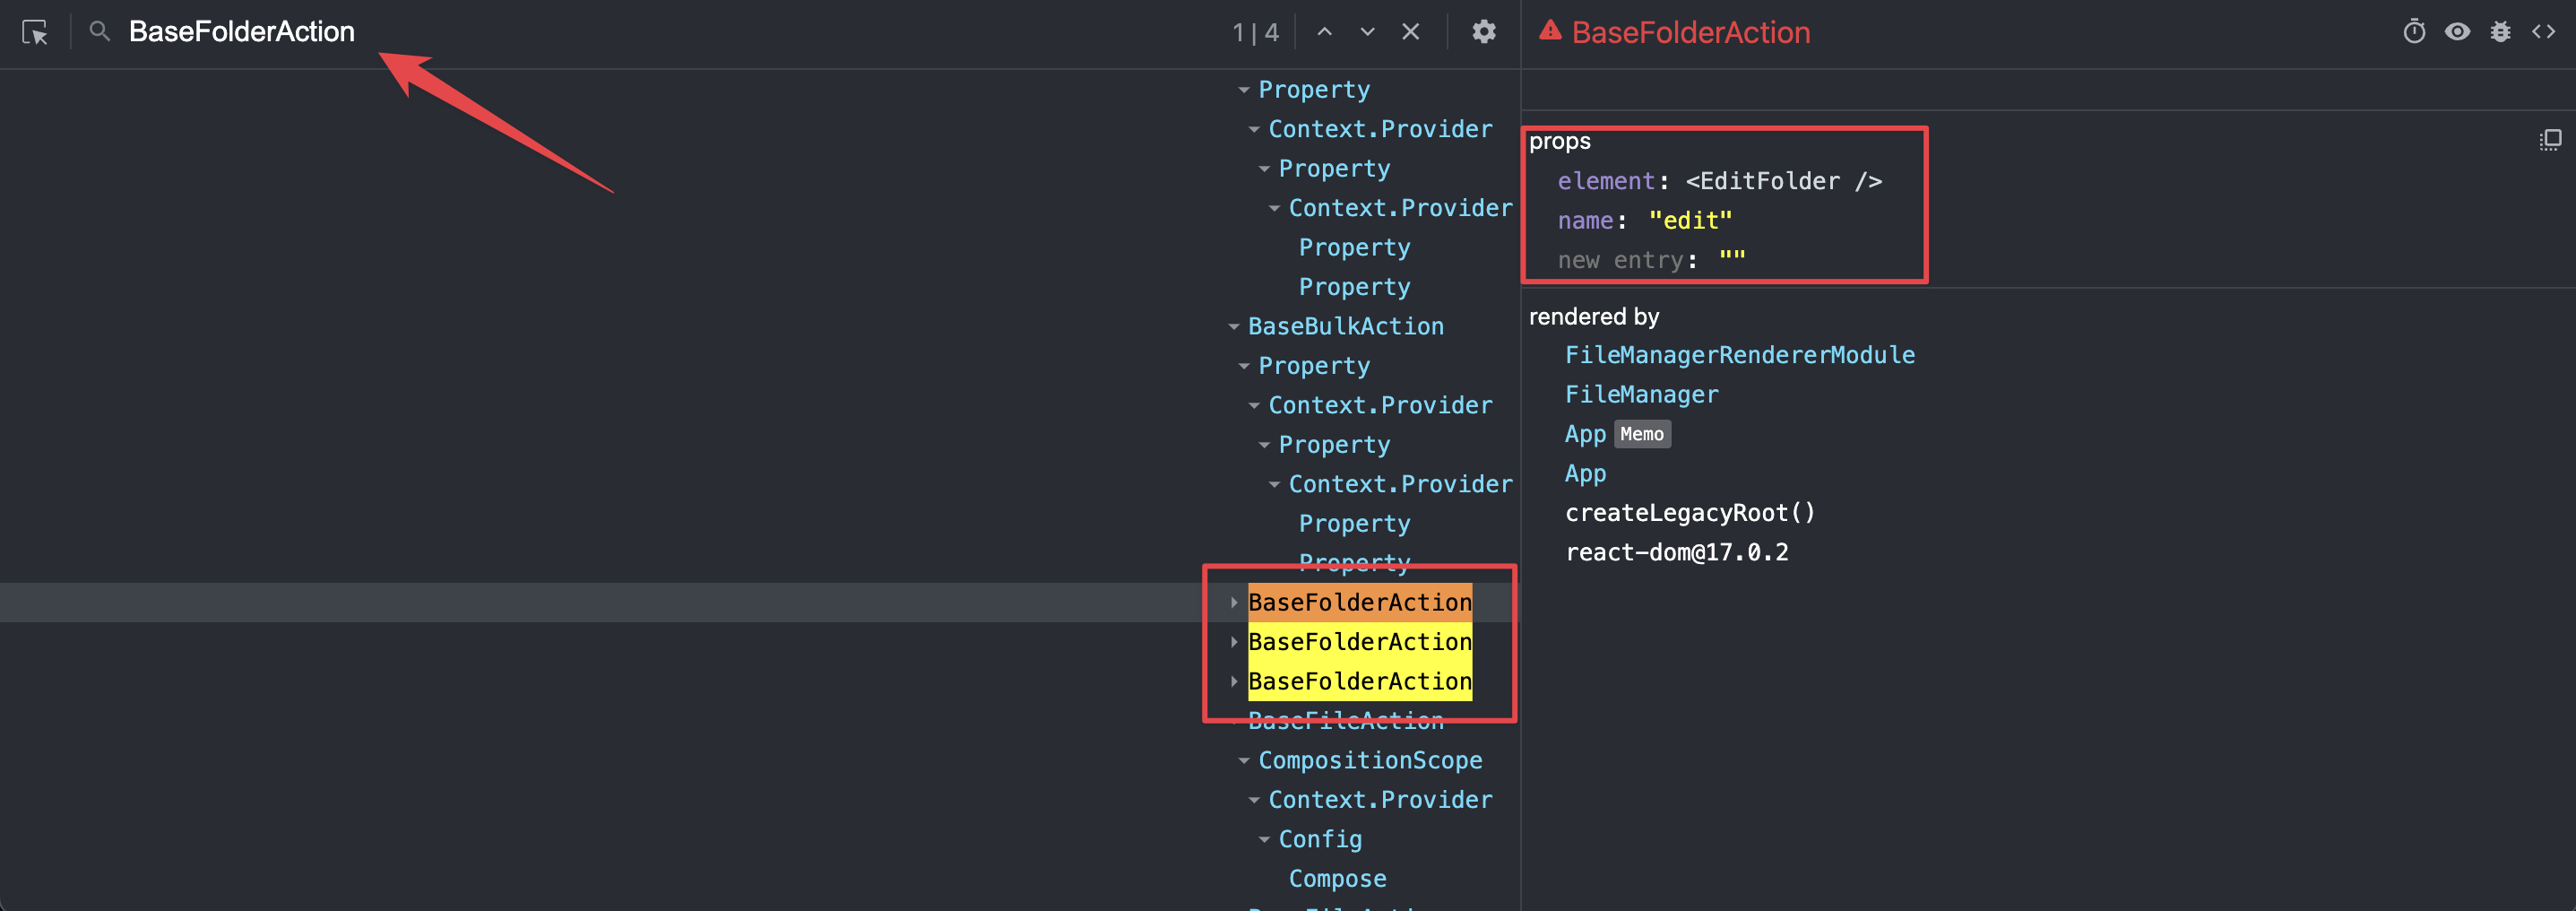 BaseFolderAction
1 | 4
Property
Context.Provider
Property
Context.Provider
Property
Property
BaseBulkAction
Property
Context.Provider
Property
Context.Provider
Property
Property
BaseFolderAction
BaseFolderAction
BaseFolderAction
BaseFileAction
CompositionScope
Context.Provider
Config
Compose
BaseFolderAction
props
element: <EditFolder />
name: "edit"
new entry: ""
rendered by
FileManagerRendererModule
FileManager
App Memo
App
createLegacyRoot()
react-dom@17.0.2